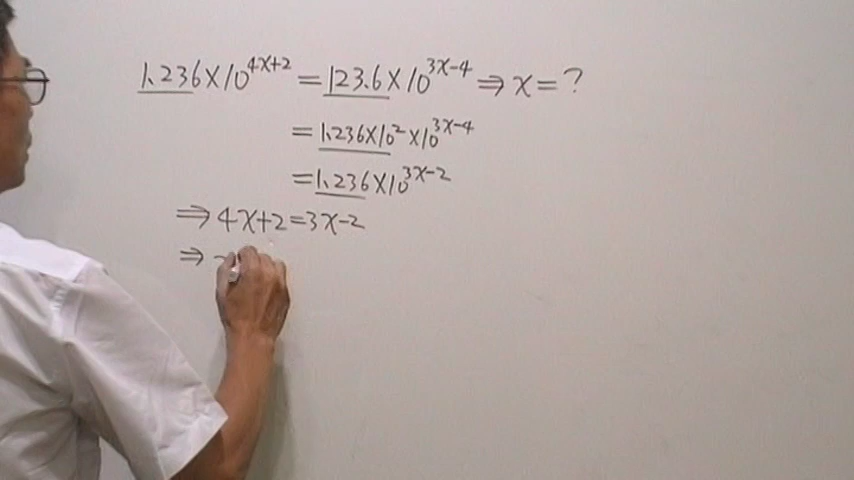 1.236×10^{4x+2} = 123.6×10^{3x-4} ⇒ x = ?
= 1.236×10^2×10^{3x-4}
= 1.236×10^{3x-2}
⇒ 4x+2=3x-2
⇒